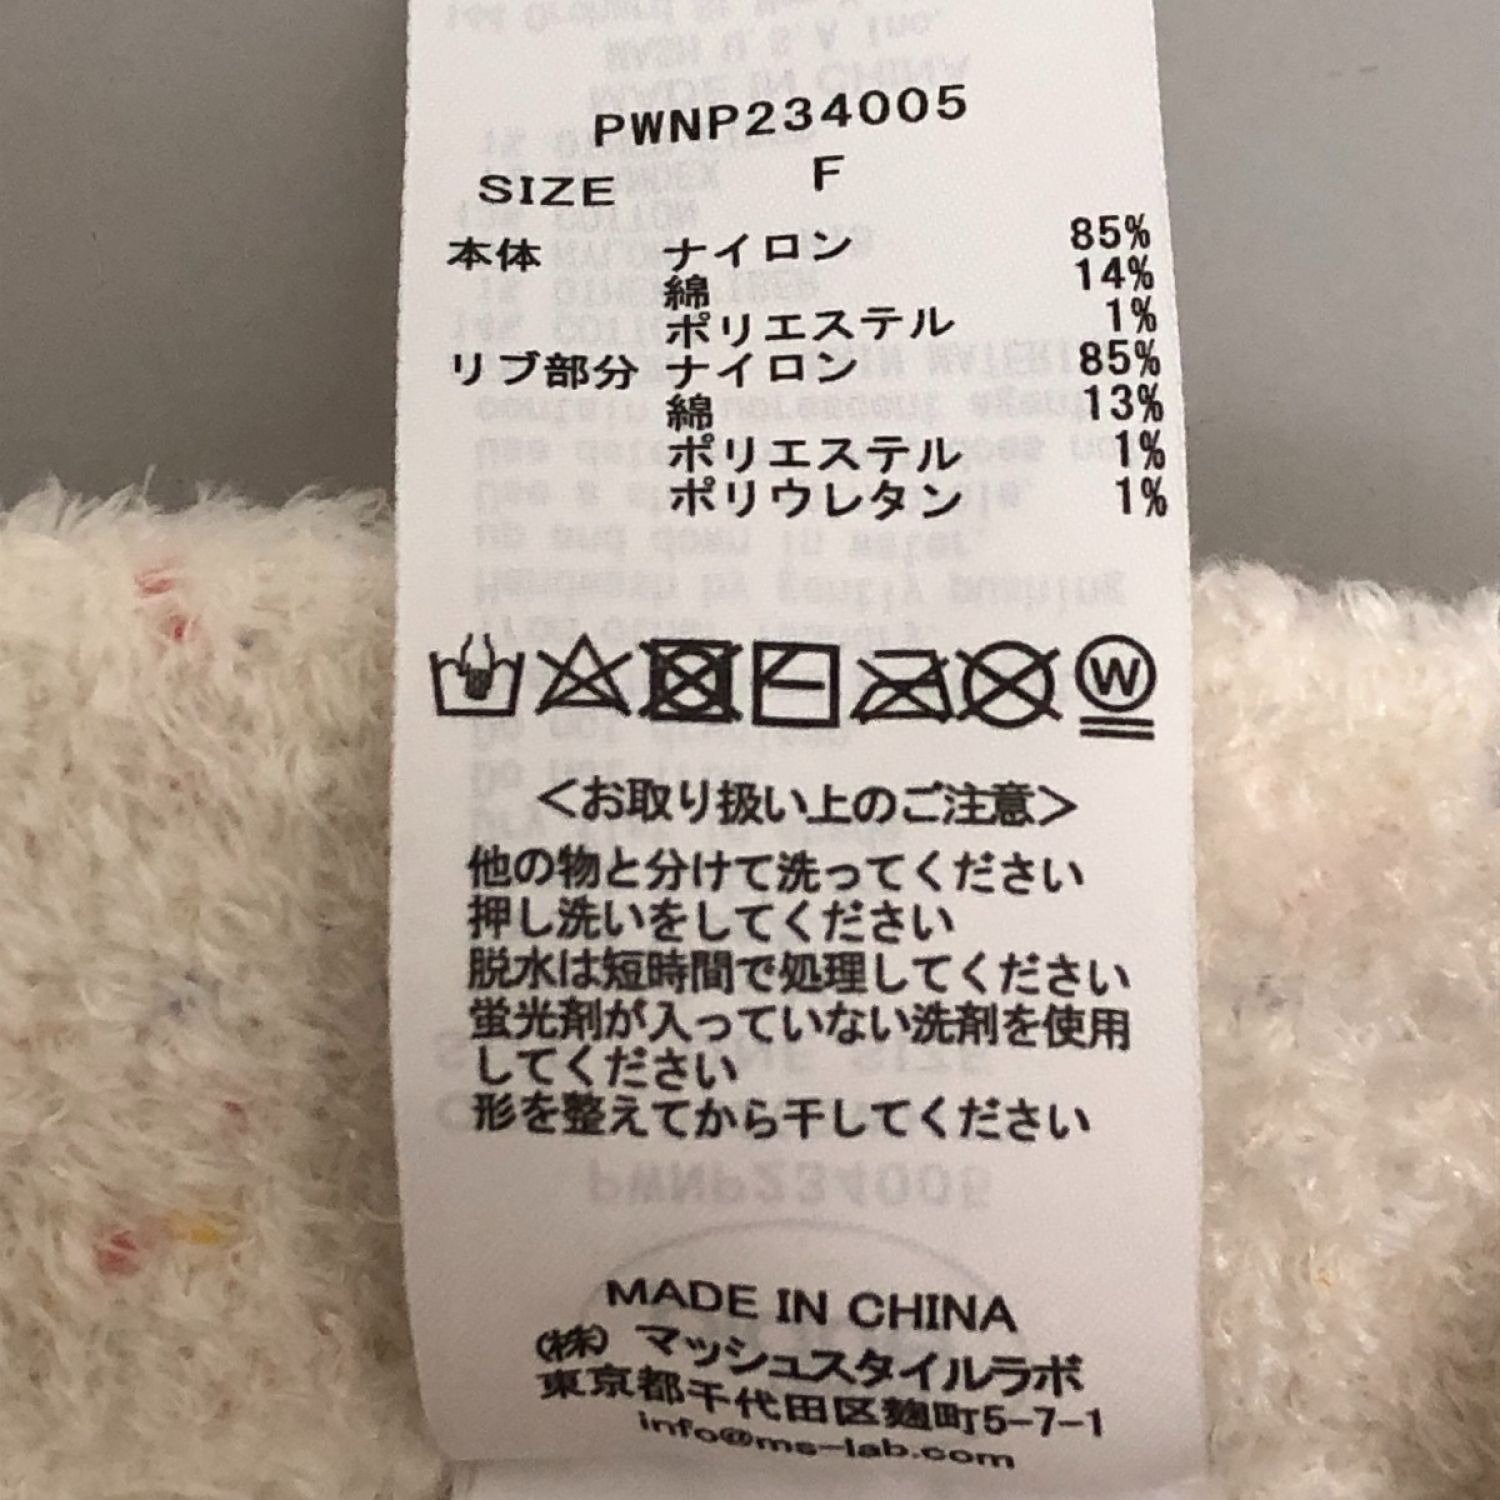 PWNP234005
SIZE F
本体 ナイロン 85%
綿 14%
ポリエステル 1%
リブ部分 ナイロン 85%
綿 13%
ポリエステル 1%
ポリウレタン 1%
W
<お取り扱い上のご注意>
他の物と分けて洗ってください
押し洗いをしてください
脱水は短時間で処理してください
蛍光剤が入っていない洗剤を使用
してください
形を整えてから干してください
MADE IN CHINA
(株) マッシュスタイルラボ
東京都千代田区麹町5-7-1
info@ms-lab.com